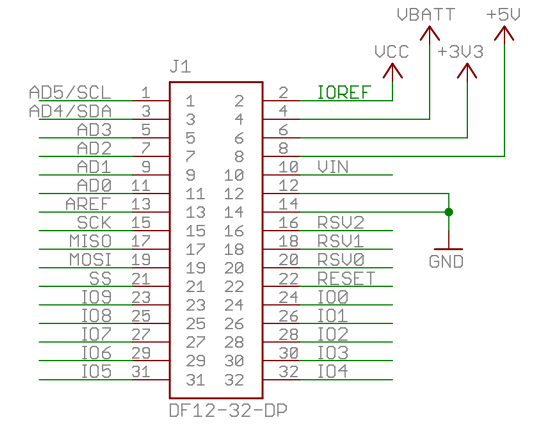 VBATT +5V
VCC +3V3
J1
AD5/SCL 1 1 2 2 IOREF
AD4/SDA 3 3 4 4
AD3 5 5 6 6
AD2 7 7 8 8
AD1 9 9 10 10 VIN
AD0 11 11 12 12
AREF 13 13 14 14
SCK 15 15 16 16 RSV2
MISO 17 17 18 18 RSV1
MOSI 19 19 20 20 RSV0
SS 21 21 22 22 RESET
IO9 23 23 24 24 IO0
IO8 25 25 26 26 IO1
IO7 27 27 28 28 IO2
IO6 29 29 30 30 IO3
IO5 31 31 32 32 IO4
GND
DF12-32-DP